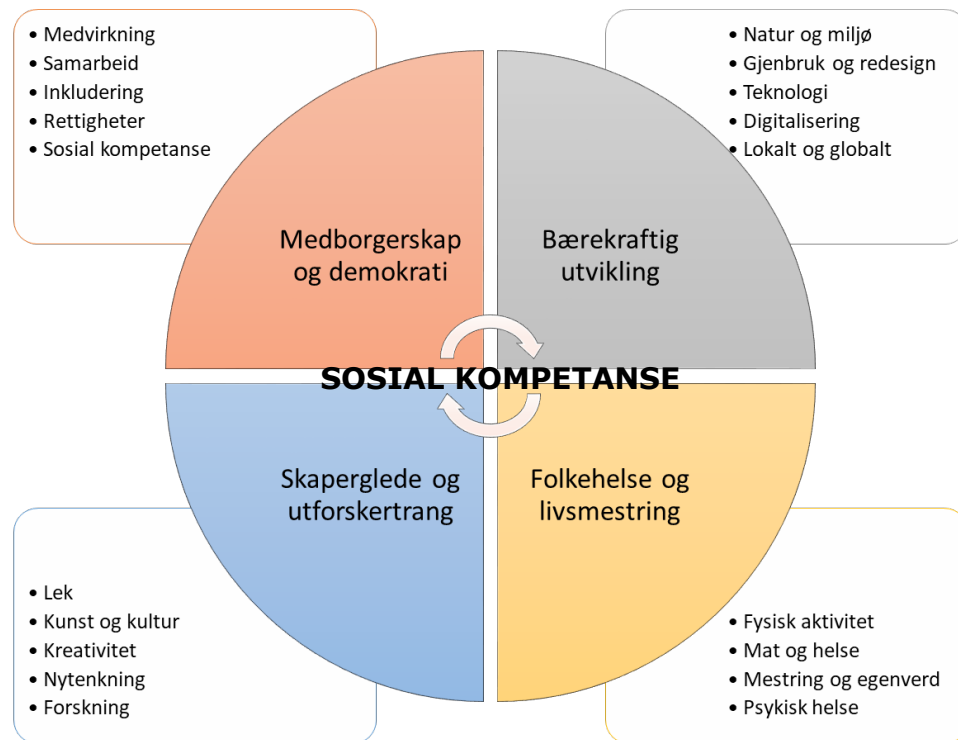 • Medvirkning
• Samarbeid
• Inkludering
• Rettigheter
• Sosial kompetanse
• Natur og miljø
• Gjenbruk og redesign
• Teknologi
• Digitalisering
• Lokalt og globalt
Medborgerskap
og demokrati
Bærekraftig
utvikling
SOSIAL KOMPETANSE
Skaperglede og
utforskertrang
Folkehelse og
livsmestring
• Lek
• Kunst og kultur
• Kreativitet
• Nytenkning
• Forskning
• Fysisk aktivitet
• Mat og helse
• Mestring og egenverd
• Psykisk helse